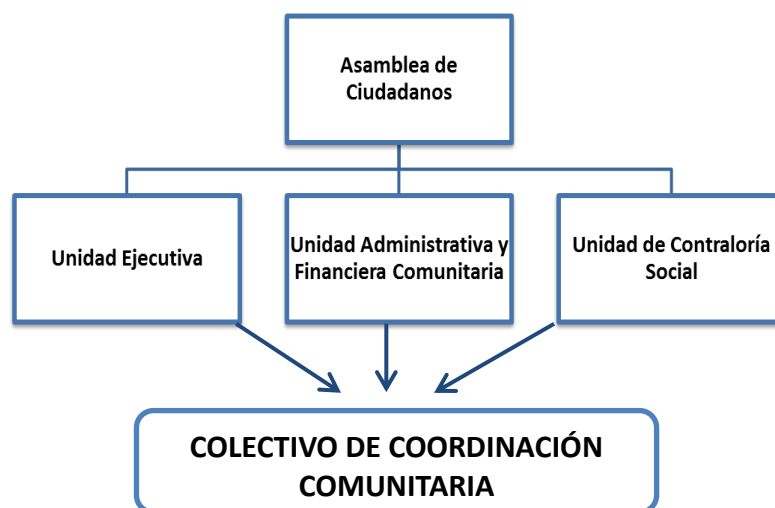 Asamblea de
Ciudadanos
Unidad Ejecutiva
Unidad Administrativa y
Financiera Comunitaria
Unidad de Contraloría
Social
COLECTIVO DE COORDINACIÓN
COMUNITARIA